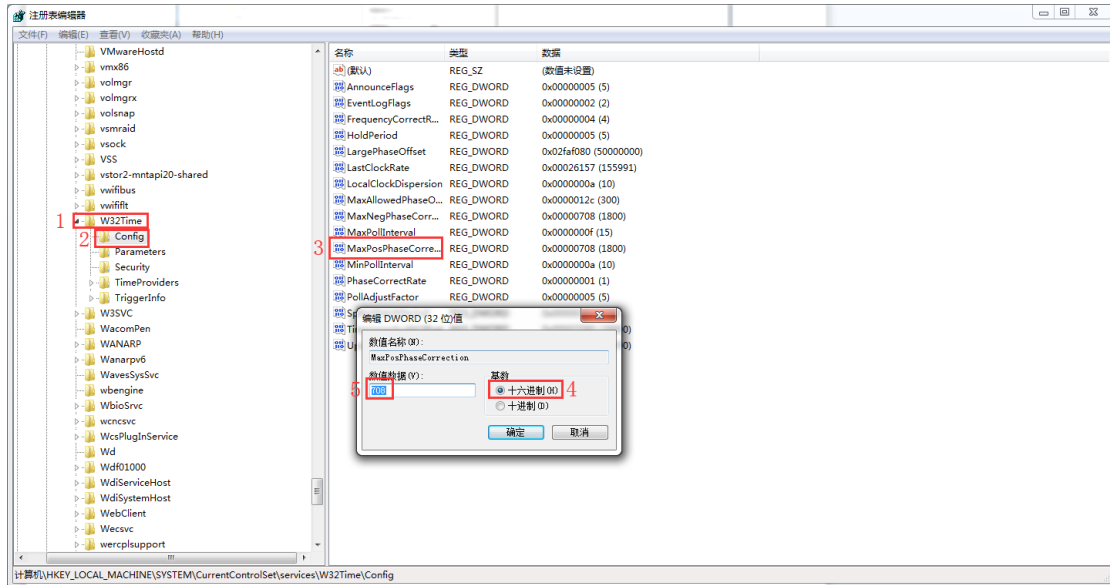 注册表编辑器
文件(F) 编辑(E) 查看(V) 收藏夹(A) 帮助(H)
VMwareHostd
vmx86
volmgr
volmgrx
volsnap
vsmraid
vsock
VSS
vstor2-mntapi20-shared
vwifibus
vwififlt
1 W32Time
2 Config
Parameters
Security
TimeProviders
TriggerInfo
W3SVC
WacomPen
WANARP
Wanarpv6
WavesSysSvc
wbengine
WbioSrvc
wcncsvc
WcsPlugInService
Wd
Wdf01000
WdiServiceHost
WdiSystemHost
WebClient
Wecsvc
wercplsupport
名称 类型 数据
(默认) REG_SZ (数值未设置)
AnnounceFlags REG_DWORD 0x00000005 (5)
EventLogFlags REG_DWORD 0x00000002 (2)
FrequencyCorrectR... REG_DWORD 0x00000004 (4)
HoldPeriod REG_DWORD 0x00000005 (5)
LargePhaseOffset REG_DWORD 0x02faf080 (50000000)
LastClockRate REG_DWORD 0x00026157 (155991)
LocalClockDispersion REG_DWORD 0x0000000a (10)
MaxAllowedPhaseO... REG_DWORD 0x0000012c (300)
MaxNegPhaseCorr... REG_DWORD 0x00000708 (1800)
MaxPollInterval REG_DWORD 0x0000000f (15)
3 MaxPosPhaseCorre... REG_DWORD 0x00000708 (1800)
MinPollInterval REG_DWORD 0x0000000a (10)
PhaseCorrectRate REG_DWORD 0x00000001 (1)
PollAdjustFactor REG_DWORD 0x00000005 (5)
Sp
Ti
Up
编辑 DWORD (32 位)值
数值名称(N):
MaxPosPhaseCorrection
数值数据(V): 基数
5 708 十六进制(H) 4
十进制(D)
确定 取消
计算机\HKEY_LOCAL_MACHINE\SYSTEM\CurrentControlSet\services\W32Time\Config